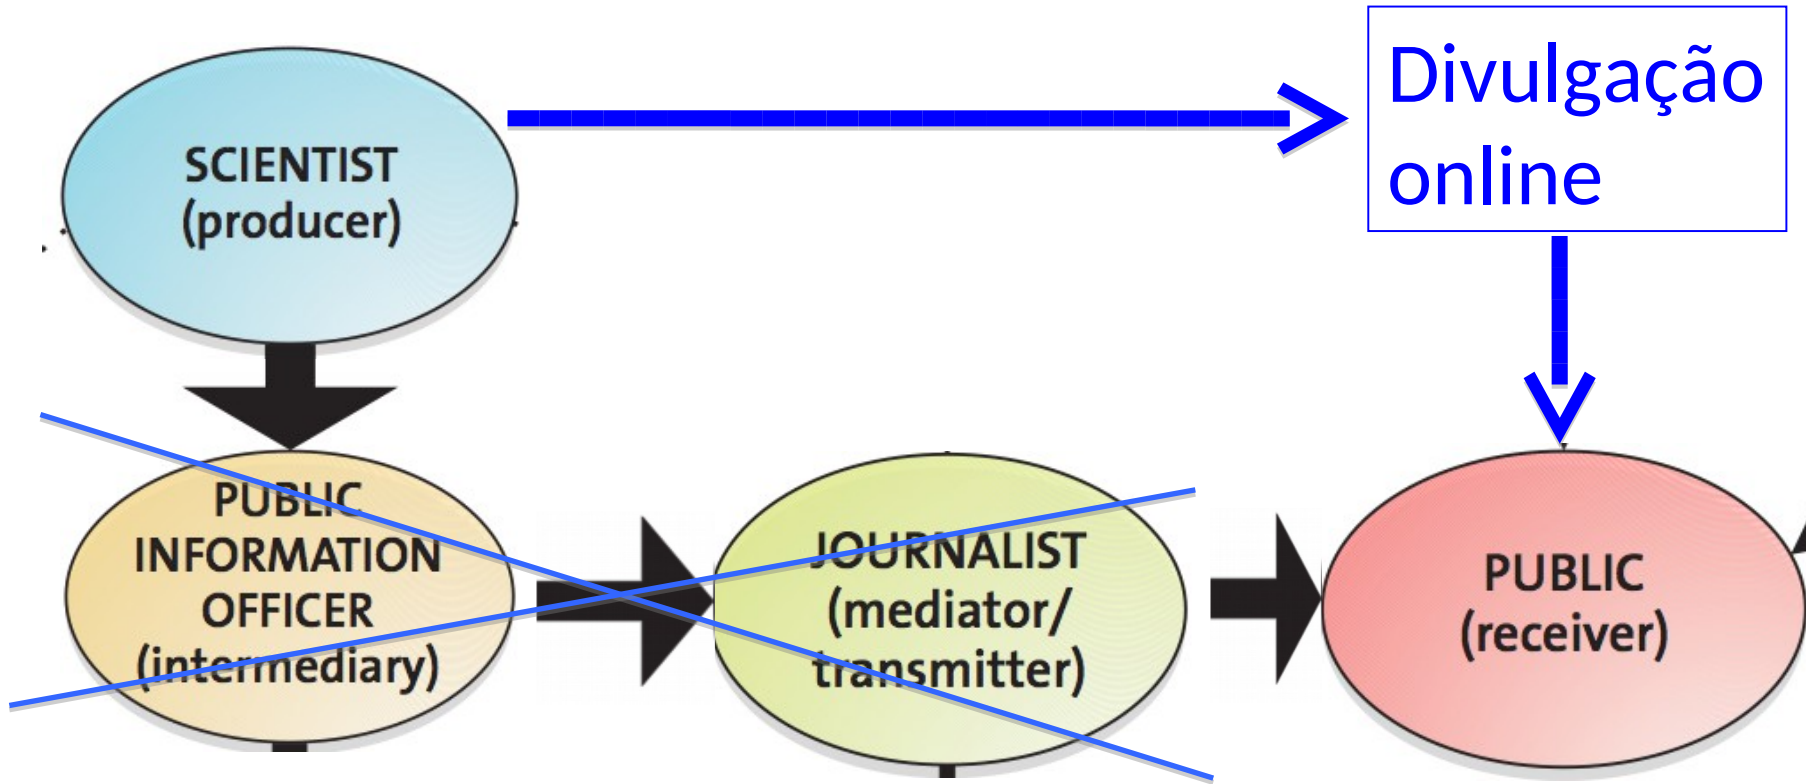 SCIENTIST
(producer)
Divulgação
online
PUBLIC
INFORMATION
OFFICER
(intermediary)
JOURNALIST
(mediator/
transmitter)
PUBLIC
(receiver)